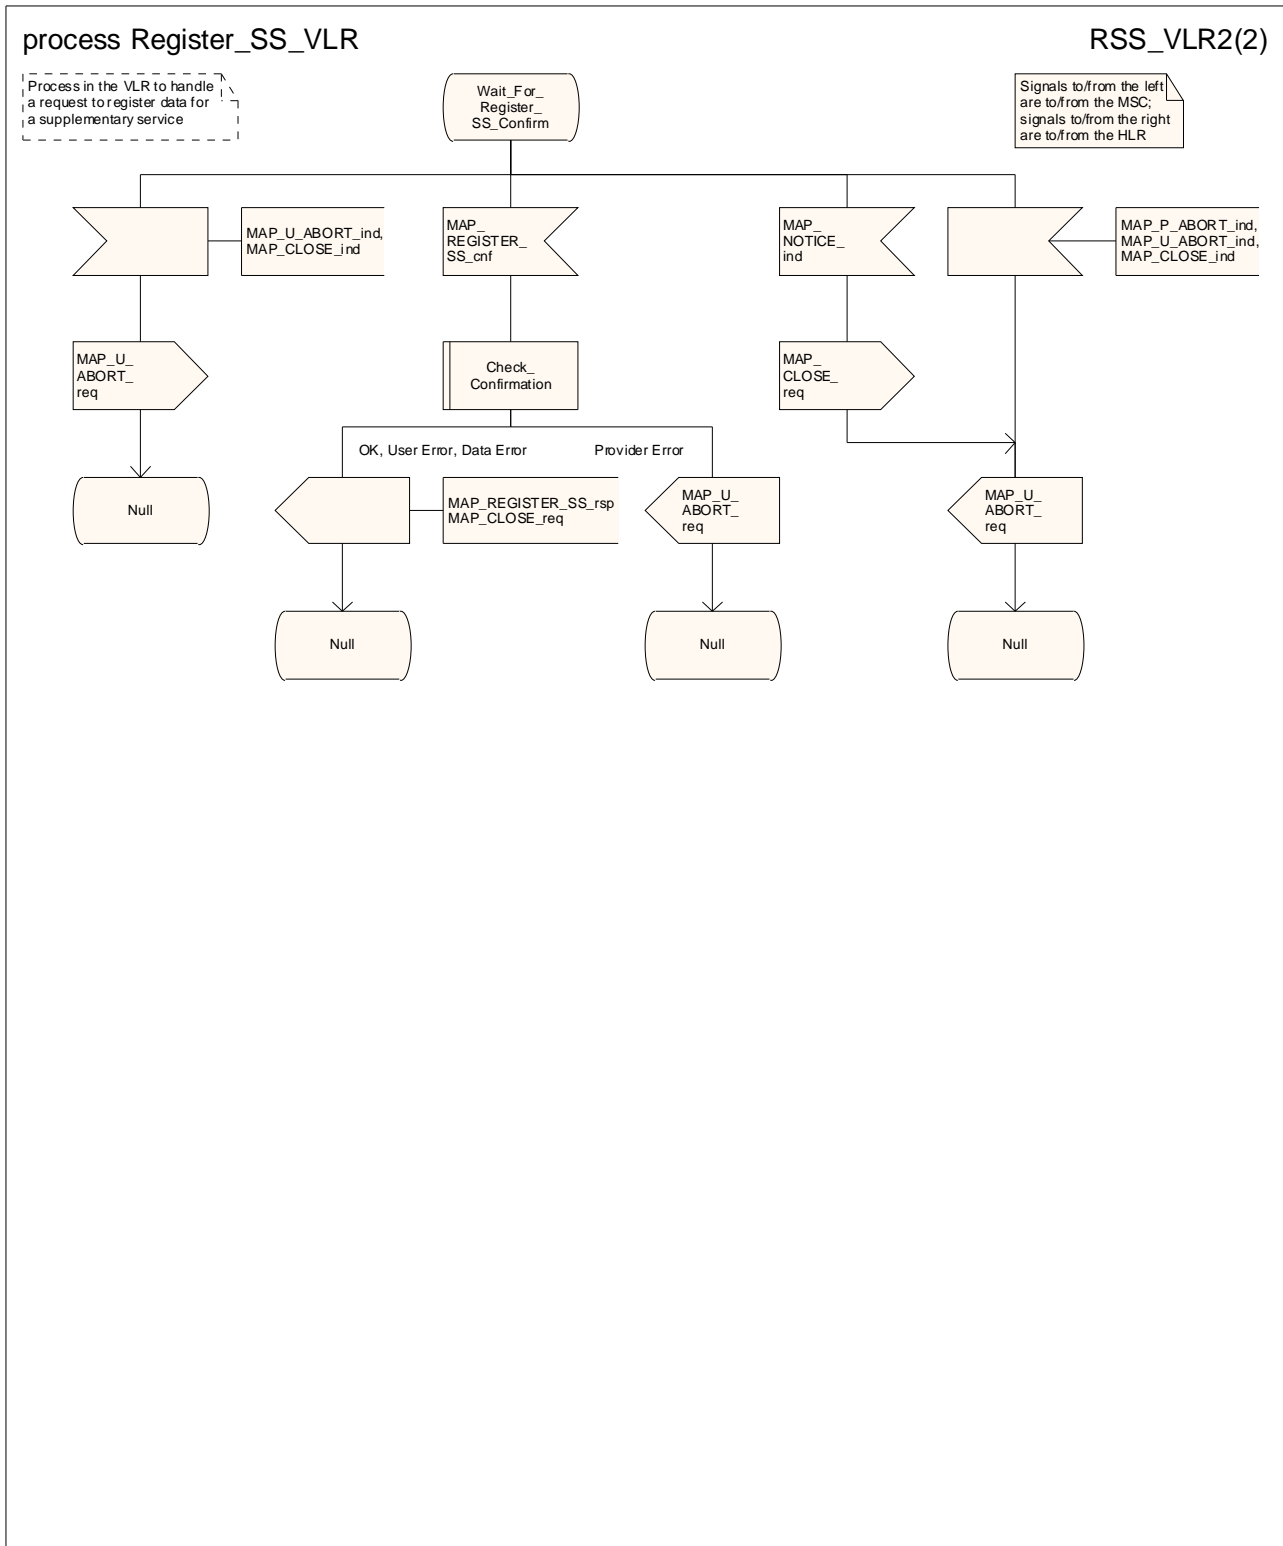 process Register_SS_VLR
RSS_VLR2(2)
Process in the VLR to handle
a request to register data for
a supplementary service
Wait_For_
Register_
SS_Confirm
Signals to/from the left
are to/from the MSC;
signals to/from the right
are to/from the HLR
MAP_U_ABORT_ind,
MAP_CLOSE_ind
MAP_
REGISTER_
SS_cnf
MAP_
NOTICE_
ind
MAP_P_ABORT_ind,
MAP_U_ABORT_ind,
MAP_CLOSE_ind
MAP_U_
ABORT_
req
Check_
Confirmation
MAP_
CLOSE_
req
OK, User Error, Data Error
Provider Error
Null
MAP_REGISTER_SS_rsp
MAP_CLOSE_req
MAP_U_
ABORT_
req
MAP_U_
ABORT_
req
Null
Null
Null